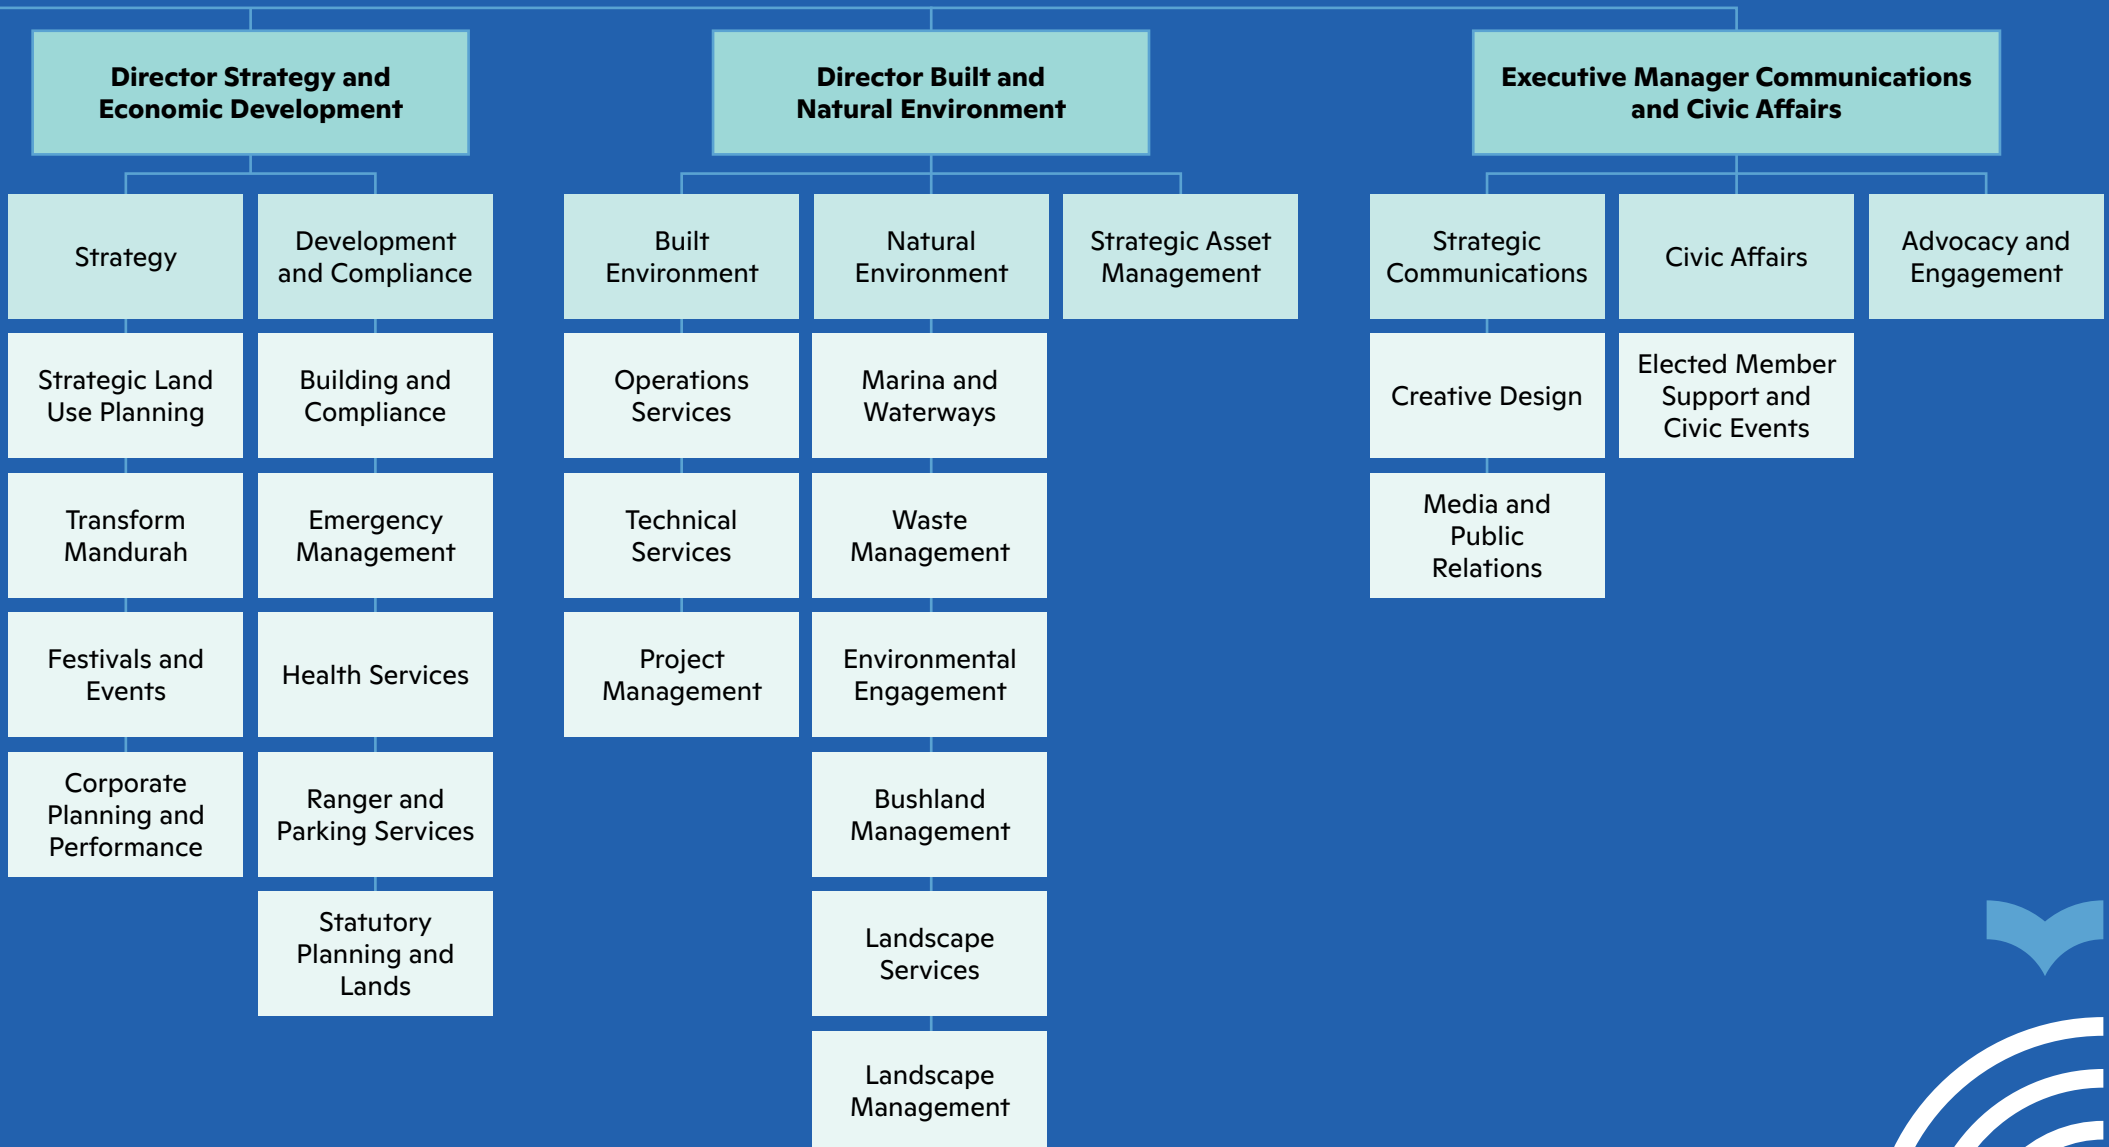 Director Strategy and
Economic Development
Director Built and
Natural Environment
Executive Manager Communications
and Civic Affairs
Strategy
Development
and Compliance
Built
Environment
Natural
Environment
Strategic Asset
Management
Strategic
Communications
Civic Affairs
Advocacy and
Engagement
Strategic Land
Use Planning
Building and
Compliance
Operations
Services
Marina and
Waterways
Creative Design
Elected Member
Support and
Civic Events
Transform
Mandurah
Emergency
Management
Technical
Services
Waste
Management
Media and
Public
Relations
Festivals and
Events
Health Services
Project
Management
Environmental
Engagement
Corporate
Planning and
Performance
Ranger and
Parking Services
Bushland
Management
Statutory
Planning and
Lands
Landscape
Services
Landscape
Management